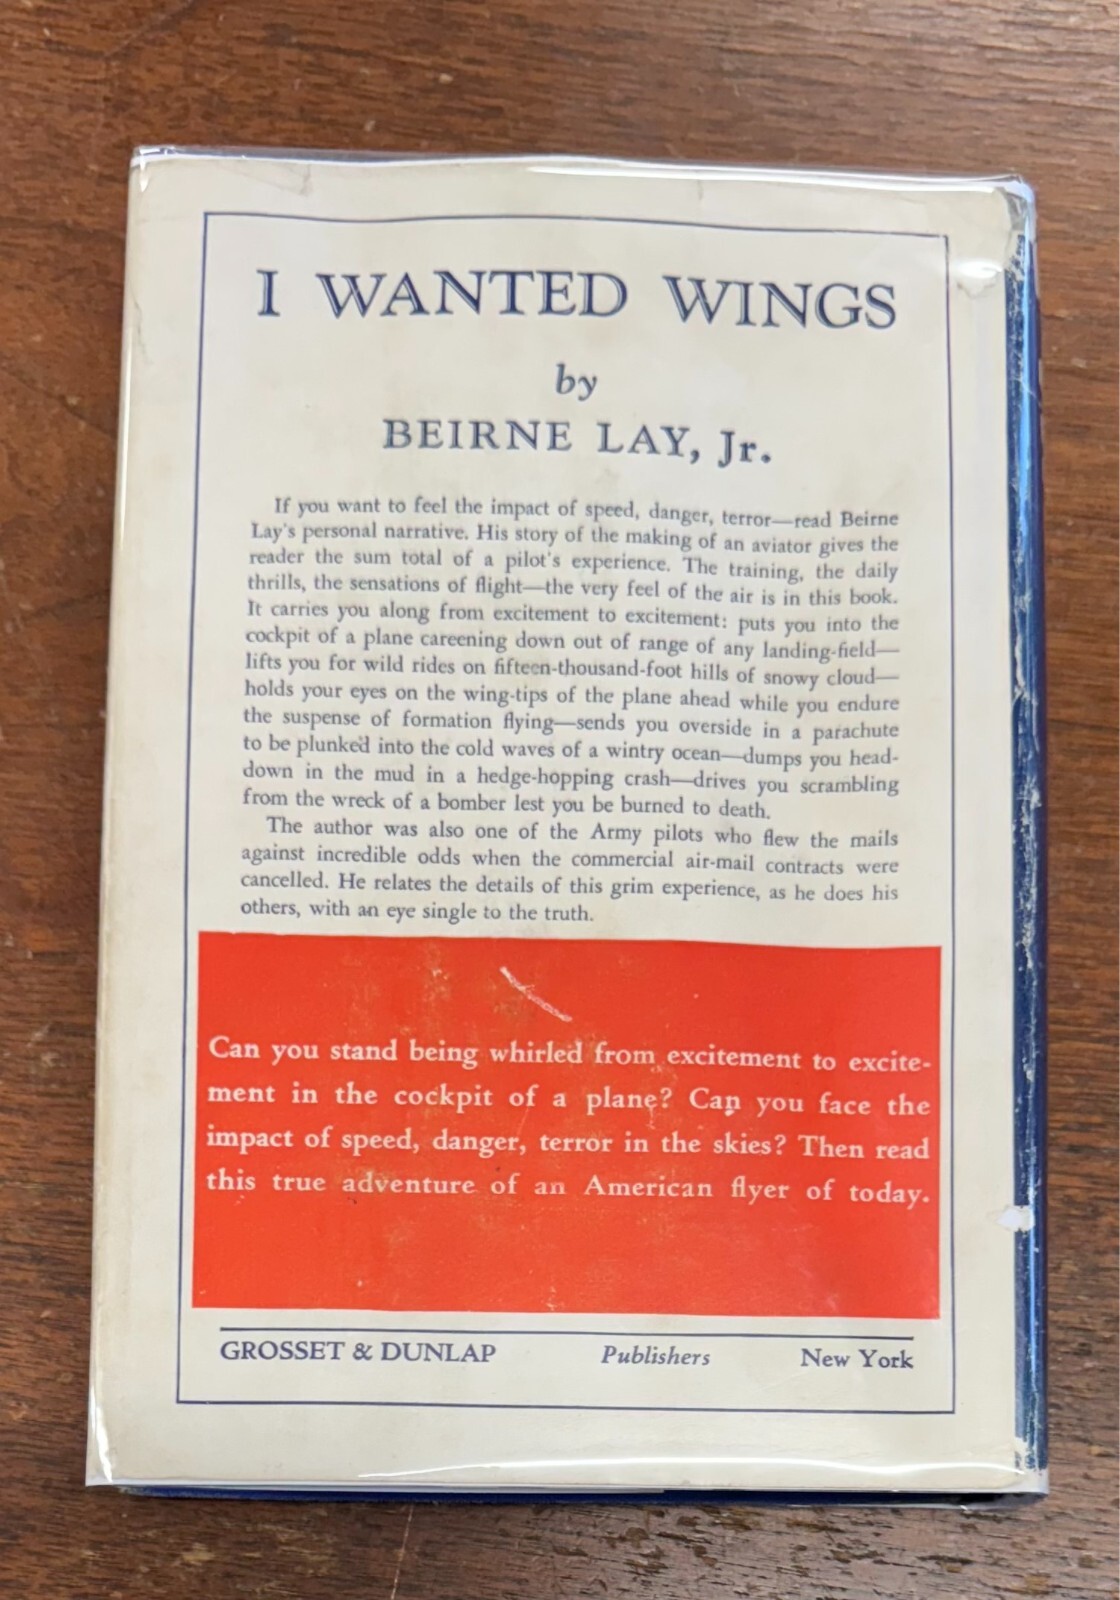 I WANTED WINGS
by
BEIRNE LAY, Jr.
If you want to feel the impact of speed, danger, terror—read Beirne
Lay's personal narrative. His story of the making of an aviator gives the
reader the sum total of a pilot's experience. The training, the daily
thrills, the sensations of flight—the very feel of the air is in this book.
It carries you along from excitement to excitement: puts you into the
cockpit of a plane careening down out of range of any landing-field—
lifts you for wild rides on fifteen-thousand-foot hills of snowy cloud—
holds your eyes on the wing-tips of the plane ahead while you endure
the suspense of formation flying—sends you overside in a parachute
to be plunked into the cold waves of a wintry ocean—dumps you head-
down in the mud in a hedge-hopping crash—drives you scrambling
from the wreck of a bomber lest you be burned to death.
The author was also one of the Army pilots who flew the mails
against incredible odds when the commercial air-mail contracts were
cancelled. He relates the details of this grim experience, as he does his
others, with an eye single to the truth.
Can you stand being whirled from excitement to excite-
ment in the cockpit of a plane? Can you face the
impact of speed, danger, terror in the skies? Then read
this true adventure of an American flyer of today.
GROSSET & DUNLAP Publishers New York